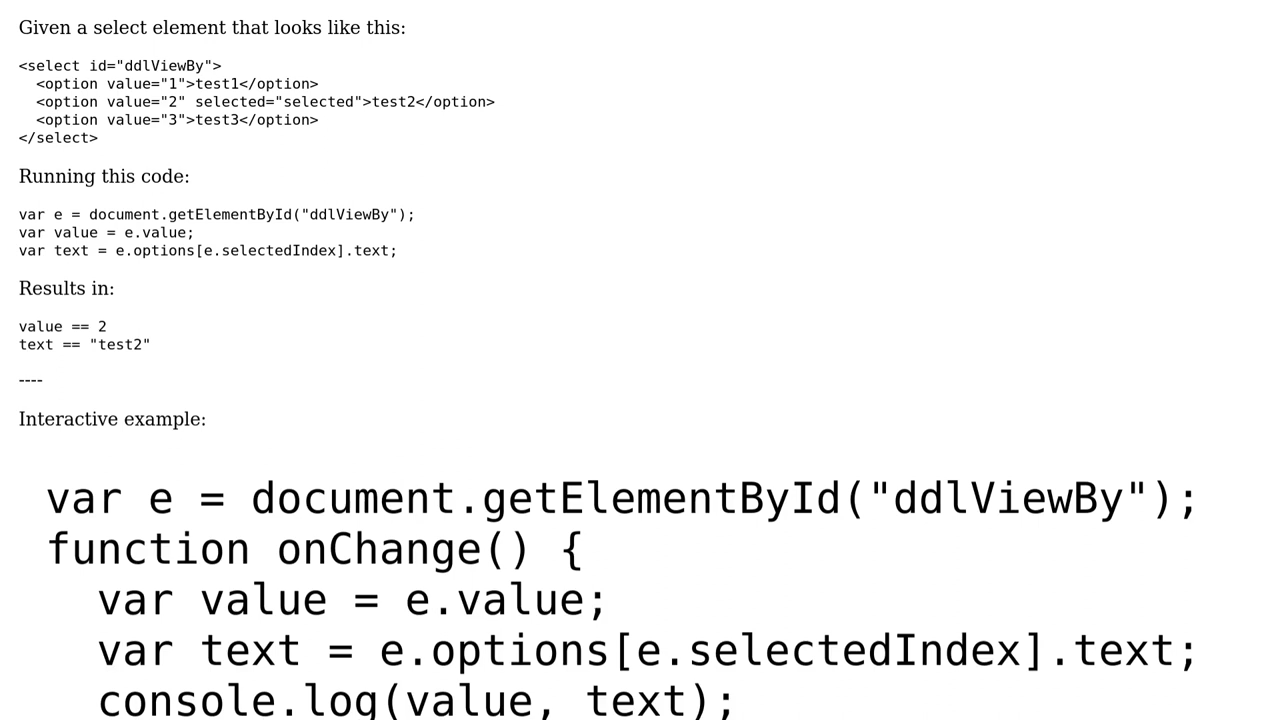 Given a select element that looks like this:
<select id="ddlViewBy">
  <option value="1">test1</option>
  <option value="2" selected="selected">test2</option>
  <option value="3">test3</option>
</select>
Running this code:
var e = document.getElementById("ddlViewBy");
var value = e.value;
var text = e.options[e.selectedIndex].text;
Results in:
value == 2
text == "test2"
----
Interactive example:
var e = document.getElementById("ddlViewBy");
function onChange() {
  var value = e.value;
  var text = e.options[e.selectedIndex].text;
  console.log(value, text);